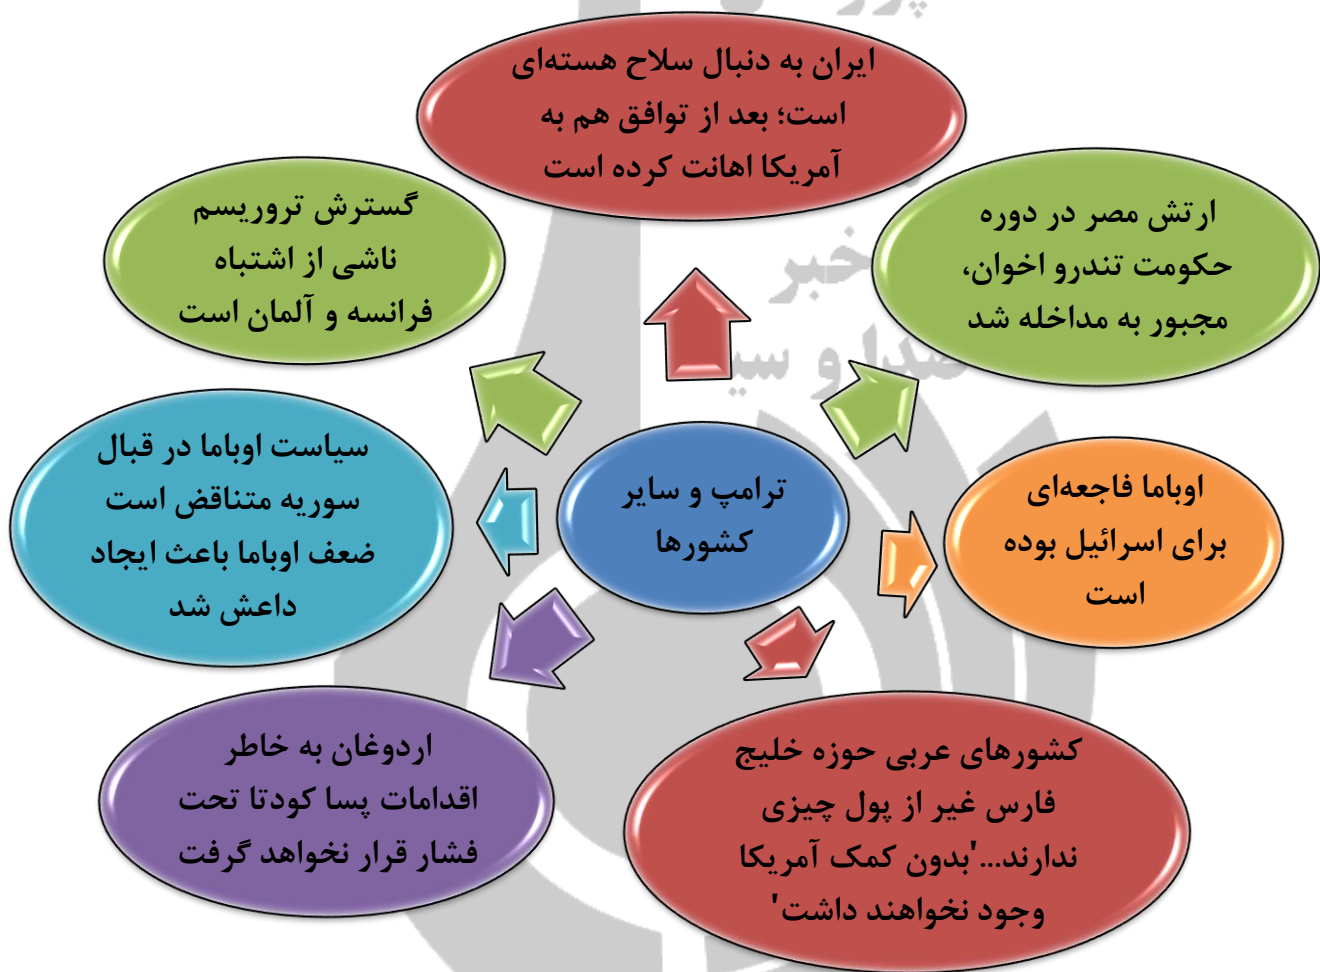 ایران به دنبال سلاح هسته‌ای
است؛ بعد از توافق هم به
آمریکا اهانت کرده است
ارتش مصر در دوره
حکومت تندرو اخوان،
مجبور به مداخله شد
اوباما فاجعه‌ای
برای اسرائیل بوده
است
کشورهای عربی حوزه خلیج
فارس غیر از پول چیزی
ندارند...'بدون کمک آمریکا
وجود نخواهند داشت'
اردوغان به خاطر
اقدامات پسا کودتا تحت
فشار قرار نخواهد گرفت
سیاست اوباما در قبال
سوریه متناقض است
ضعف اوباما باعث ایجاد
داعش شد
گسترش تروریسم
ناشی از اشتباه
فرانسه و آلمان است
ترامپ و سایر
کشورها
خبر